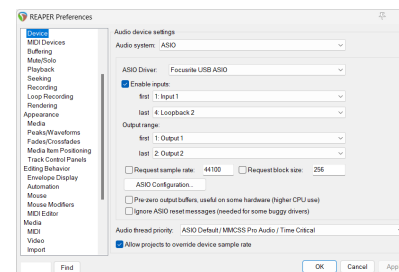 REAPER Preferences
Device
MIDI Devices
Buffering
Mute/Solo
Playback
Seeking
Recording
Loop Recording
Rendering
Appearance
Media
Peaks/Waveforms
Fades/Crossfades
Media Item Positioning
Track Control Panels
Editing Behavior
Envelope Display
Automation
Mouse
Mouse Modifiers
MIDI Editor
Media
MIDI
Video
Import
Find
Audio device settings
Audio system: ASIO
ASIO Driver: Focusrite USB ASIO
Enable inputs:
first 1: Input 1
last 4: Loopback 2
Output range:
first 1: Output 1
last 2: Output 2
Request sample rate: 44100 Request block size: 256
ASIO Configuration...
Pre-zero output buffers, useful on some hardware (higher CPU use)
Ignore ASIO reset messages (needed for some buggy drivers)
Audio thread priority: ASIO Default / MMCSS Pro Audio / Time Critical
Allow projects to override device sample rate
OK Cancel App